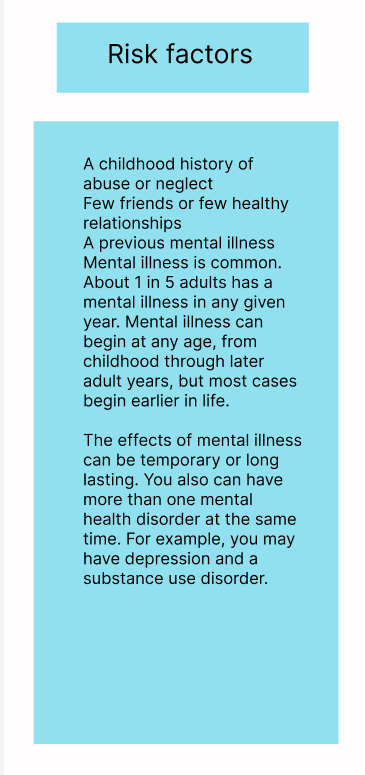 Risk factors
A childhood history of
abuse or neglect
Few friends or few healthy
relationships
A previous mental illness
Mental illness is common.
About 1 in 5 adults has a
mental illness in any given
year. Mental illness can
begin at any age, from
childhood through later
adult years, but most cases
begin earlier in life.
The effects of mental illness
can be temporary or long
lasting. You also can have
more than one mental
health disorder at the same
time. For example, you may
have depression and a
substance use disorder.